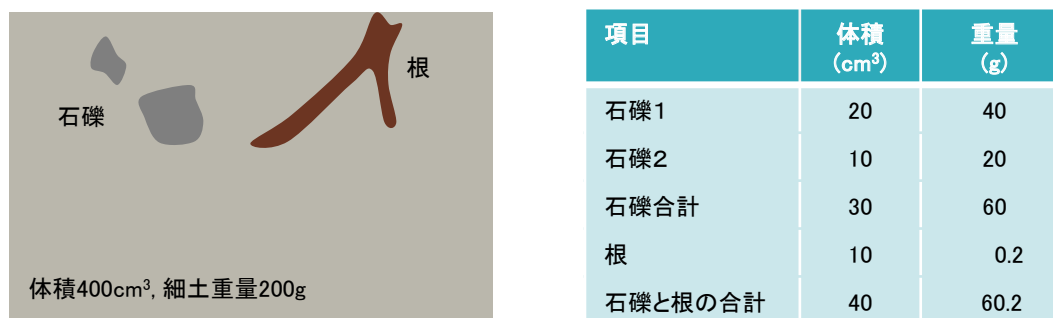 石礫
根
体積400cm³, 細土重量200g
項目 体積 (cm³) 重量 (g)
石礫１ 20 40
石礫２ 10 20
石礫合計 30 60
根 10 0.2
石礫と根の合計 40 60.2